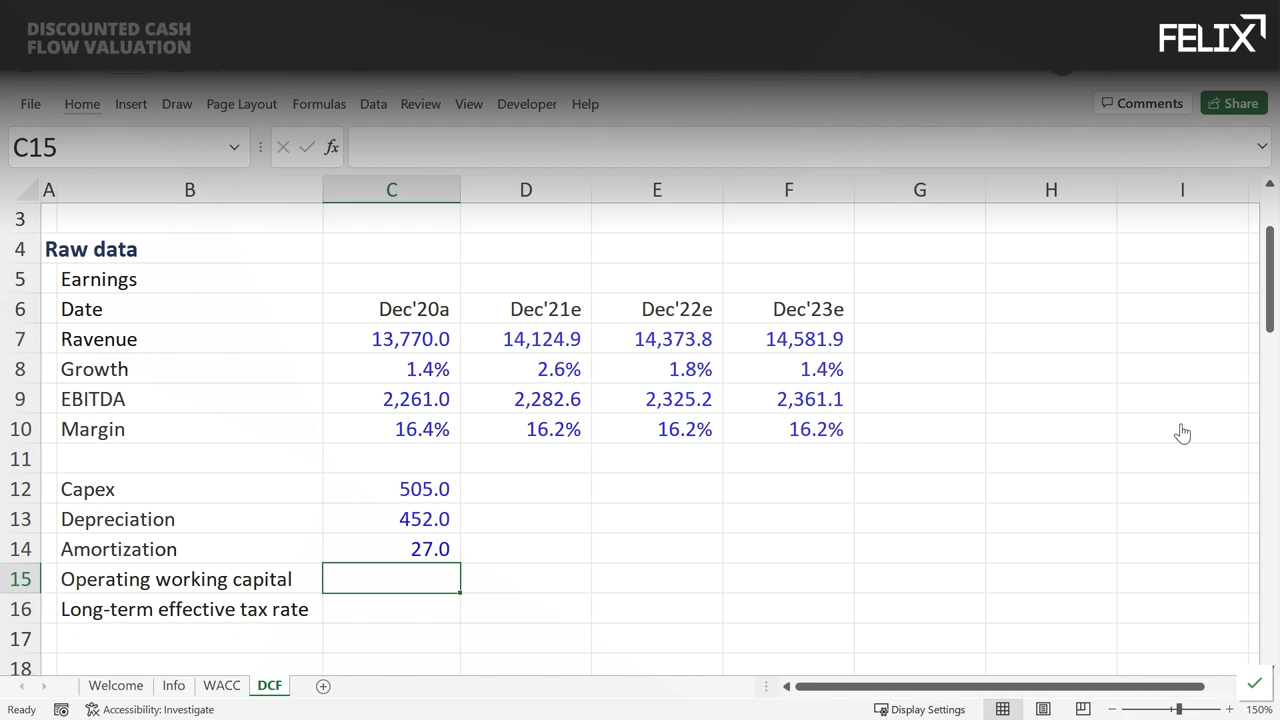 DISCOUNTED CASH
FLOW VALUATION
FELIX
File Home Insert Draw Page Layout Formulas Data Review View Developer Help Comments Share
C15 fx
A B C D E F G H I
3
4 Raw data
5 Earnings
6 Date Dec'20a Dec'21e Dec'22e Dec'23e
7 Revenue 13,770.0 14,124.9 14,373.8 14,581.9
8 Growth 1.4% 2.6% 1.8% 1.4%
9 EBITDA 2,261.0 2,282.6 2,325.2 2,361.1
10 Margin 16.4% 16.2% 16.2% 16.2%
11
12 Capex 505.0
13 Depreciation 452.0
14 Amortization 27.0
15 Operating working capital
16 Long-term effective tax rate
17
18
Welcome Info WACC DCF
Ready Accessibility: Investigate Display Settings 150%